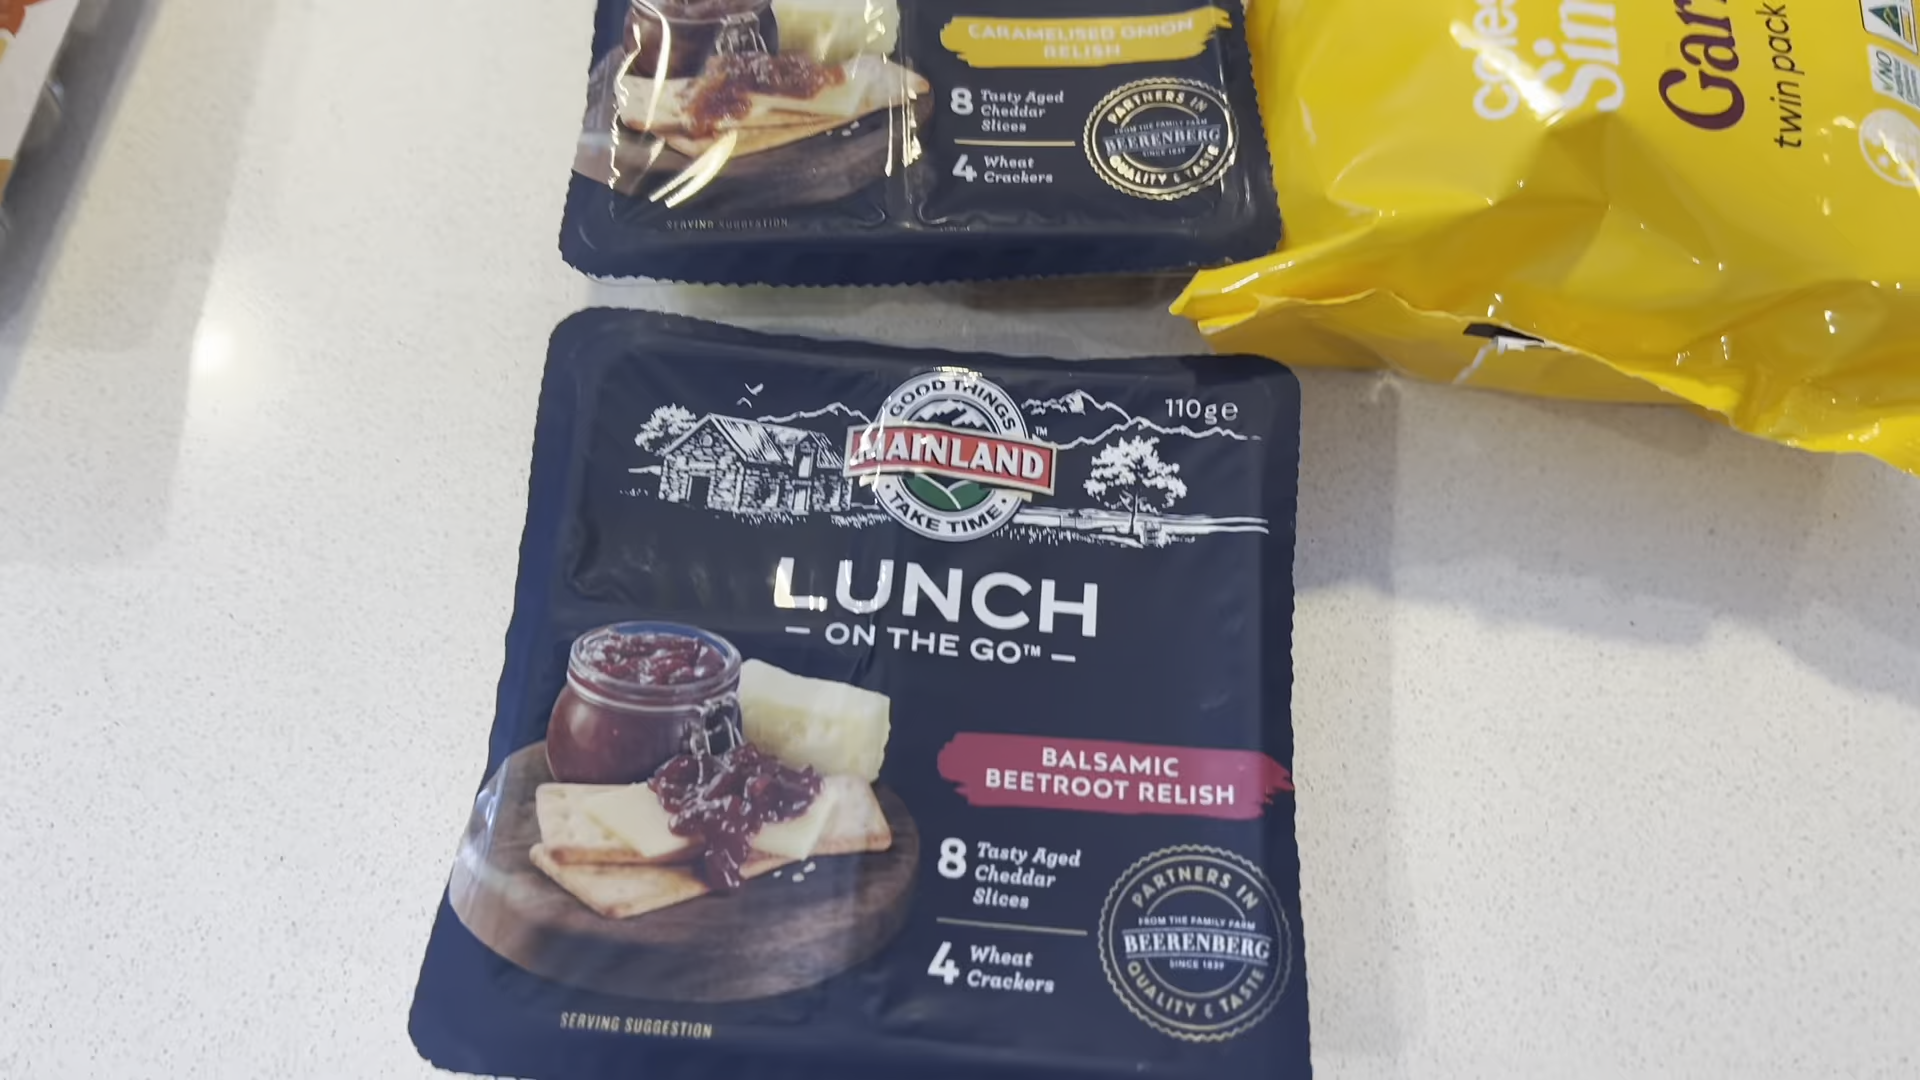 CARAMELISED ONION
RELISH
8 Tasty Aged
Cheddar
Slices
4 Wheat
Crackers
PARTNERS IN
FROM THE FAMILY FARM
BEERENBERG
SINCE 1839
QUALITY & TASTE
SERVING SUGGESTION
coles
twin pack
NO
110g e
GOOD THINGS
MAINLAND™
TAKE TIME
LUNCH
— ON THE GO™ —
BALSAMIC
BEETROOT RELISH
8 Tasty Aged
Cheddar
Slices
4 Wheat
Crackers
PARTNERS IN
FROM THE FAMILY FARM
BEERENBERG
SINCE 1839
QUALITY & TASTE
SERVING SUGGESTION